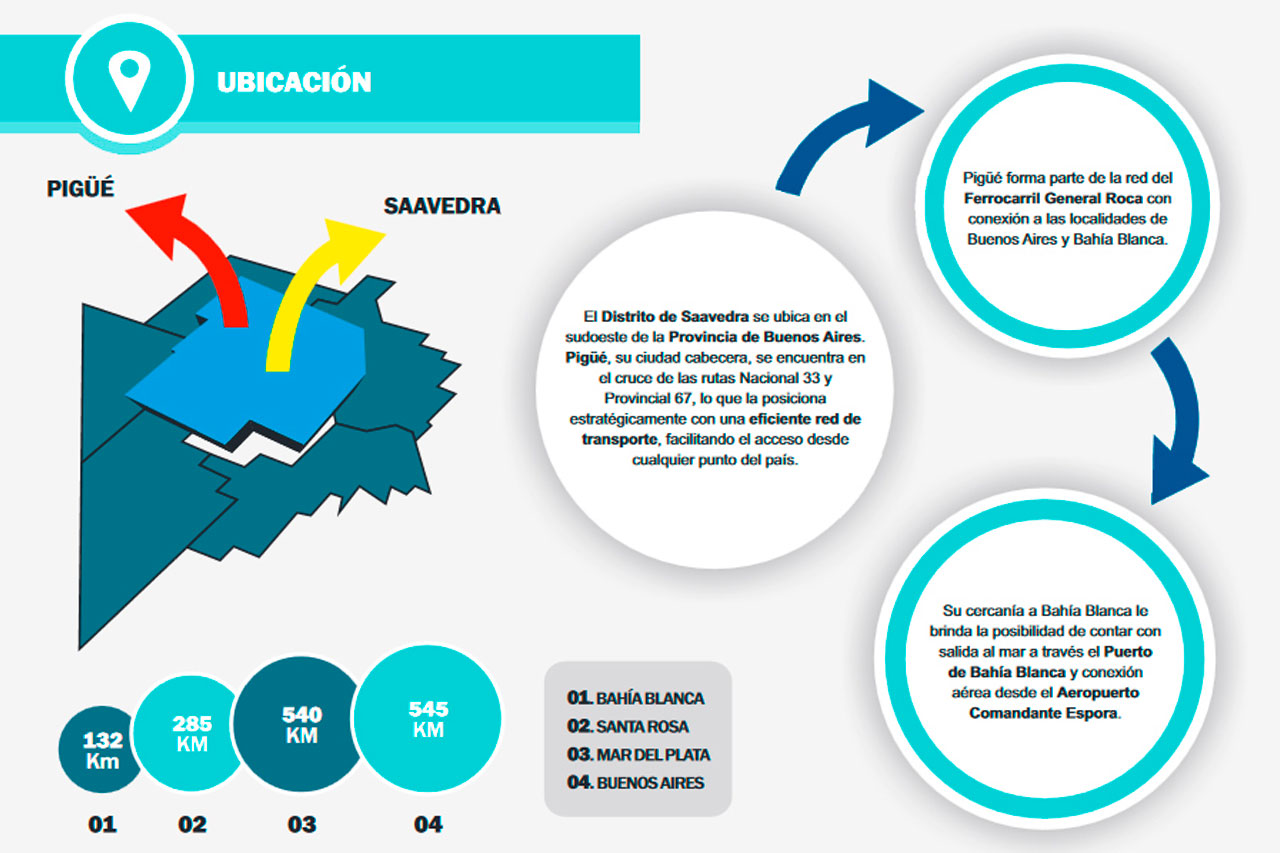 UBICACIÓN
PIGÜÉ
SAAVEDRA
El Distrito de Saavedra se ubica en el
sudoeste de la Provincia de Buenos Aires.
Pigüé, su ciudad cabecera, se encuentra en
el cruce de las rutas Nacional 33 y
Provincial 67, lo que la posiciona
estratégicamente con una eficiente red de
transporte, facilitando el acceso desde
cualquier punto del país.
Pigüé forma parte de la red del
Ferrocarril General Roca con
conexión a las localidades de
Buenos Aires y Bahía Blanca.
Su cercanía a Bahía Blanca le
brinda la posibilidad de contar con
salida al mar a través el Puerto
de Bahía Blanca y conexión
aérea desde el Aeropuerto
Comandante Espora.
132
Km
01
285
KM
02
540
KM
03
545
KM
04
01. BAHÍA BLANCA
02. SANTA ROSA
03. MAR DEL PLATA
04. BUENOS AIRES